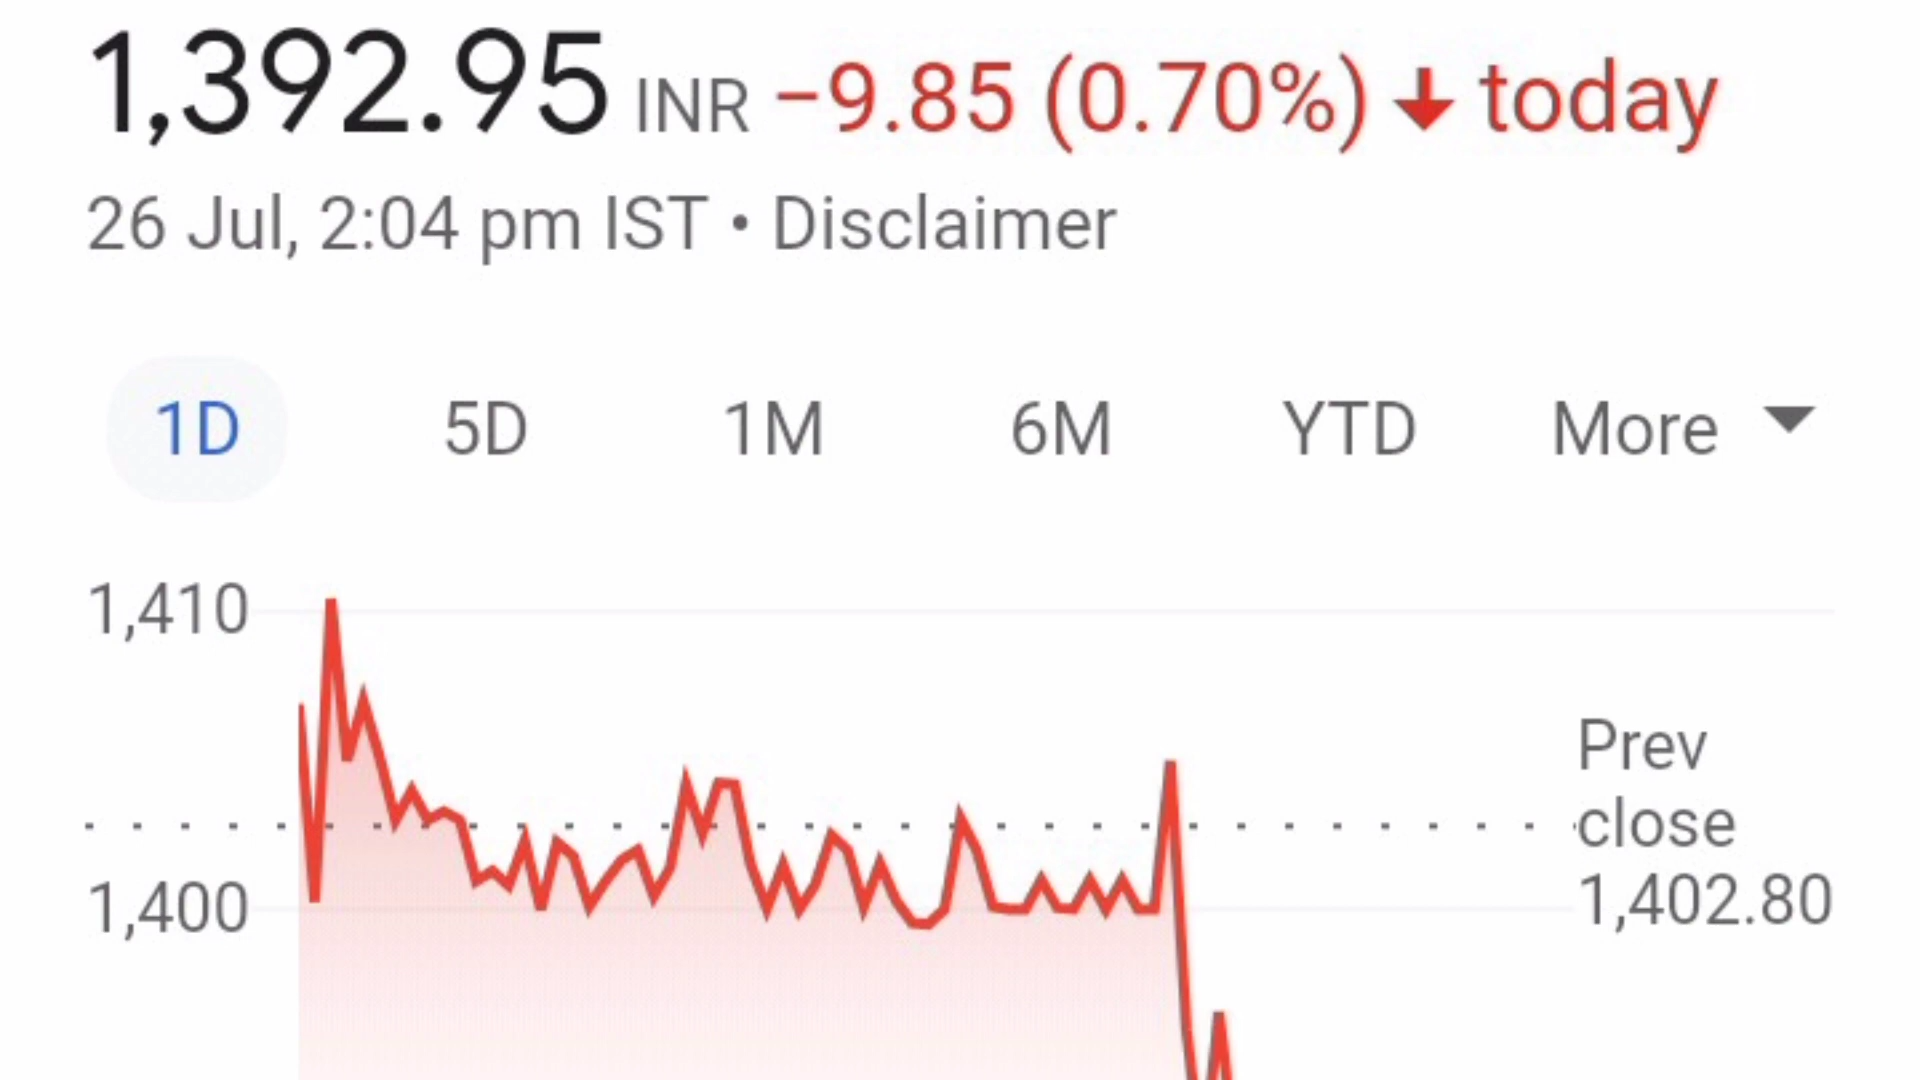 1,392.95 INR −9.85 (0.70%) ↓ today
26 Jul, 2:04 pm IST • Disclaimer
1D 5D 1M 6M YTD More
1,410
Prev
close
1,402.80
1,400